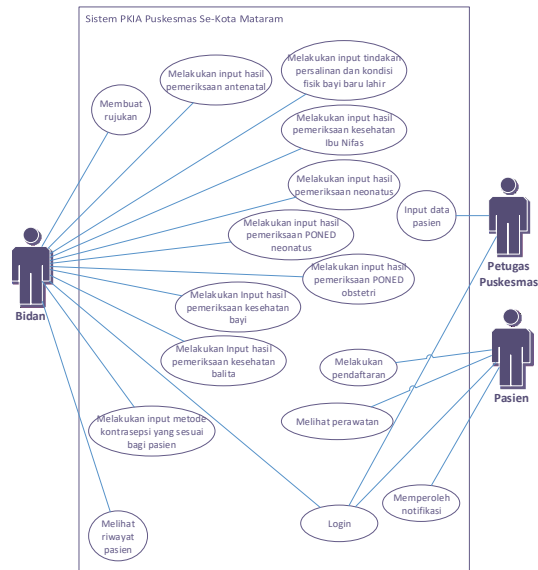 Sistem PKIA Puskesmas Se-Kota Mataram
Melakukan input hasil
pemeriksaan antenatal
Melakukan input tindakan
persalinan dan kondisi
fisik bayi baru lahir
Membuat
rujukan
Melakukan input hasil
pemeriksaan kesehatan
Ibu Nifas
Melakukan input hasil
pemeriksaan neonatus
Input data
pasien
Melakukan input hasil
pemeriksaan PONED
neonatus
Petugas
Puskesmas
Melakukan input hasil
pemeriksaan PONED
obstetri
Bidan
Melakukan Input hasil
pemeriksaan kesehatan
bayi
Melakukan Input hasil
pemeriksaan kesehatan
balita
Melakukan
pendaftaran
Pasien
Melakukan input metode
kontrasepsi yang sesuai
bagi pasien
Melihat perawatan
Memperoleh
notifikasi
Melihat
riwayat
pasien
Login